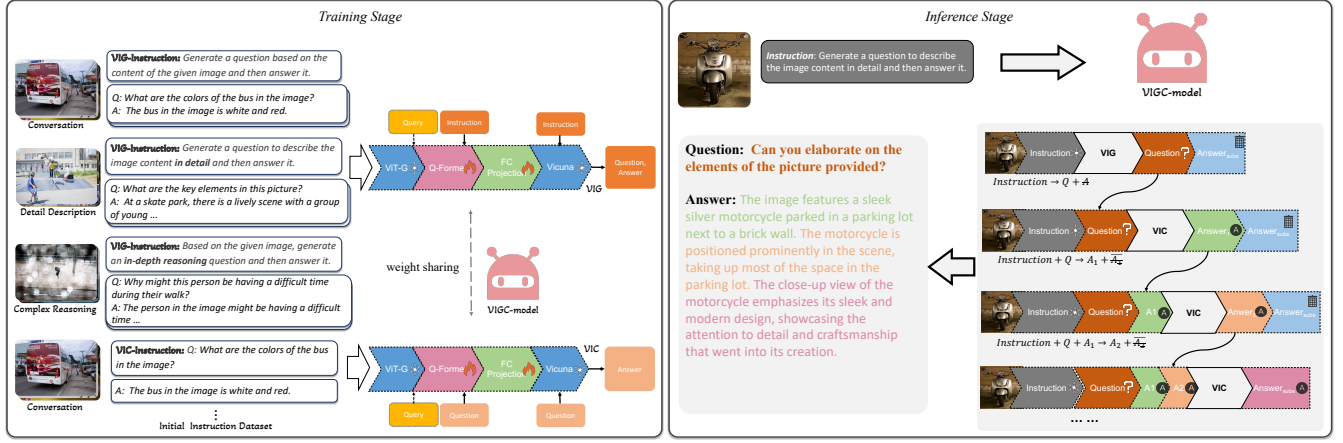 Training Stage
VIG-Instruction: Generate a question based on the
content of the given image and then answer it.
Q: What are the colors of the bus in the image?
A: The bus in the image is white and red.
Conversation
VIG-Instruction: Generate a question to describe the
image content in detail and then answer it.
Q: What are the key elements in this picture?
A: At a skate park, there is a lively scene with a group
of young ...
Detail Description
VIG-Instruction: Based on the given image, generate
an in-depth reasoning question and then answer it.
Q: Why might this person be having a difficult time
during their walk?
A: The person in the image might be having a difficult
time ...
Complex Reasoning
VIC-Instruction: Q: What are the colors of the bus
in the image?
A: The bus in the image is white and red.
Conversation
⋮
Initial Instruction Dataset
Query
Instruction
Instruction
ViT-G
Q-Former
FC
Projection
Vicuna
VIG
Question,
Answer
weight sharing
VIGC-model
ViT-G
Q-Former
FC
Projection
Vicuna
VIC
Answer
Query
Question
Question
Inference Stage
Instruction: Generate a question to describe
the image content in detail and then answer it.
VIGC-model
Question: Can you elaborate on the
elements of the picture provided?
Answer: The image features a sleek
silver motorcycle parked in a parking lot
next to a brick wall. The motorcycle is
positioned prominently in the scene,
taking up most of the space in the
parking lot. The close-up view of the
motorcycle emphasizes its sleek and
modern design, showcasing the
attention to detail and craftsmanship
that went into its creation.
Instruction VIG Question ? Answer
Instruction → Q + A
Instruction Question ? VIC Answer A Answer
Instruction + Q → A1 + A2
Instruction Question ? A1 A VIC Anwer A Answer
Instruction + Q + A1 → A2 + A3
Instruction Question ? A1 A A2 A VIC Answer A
... ...